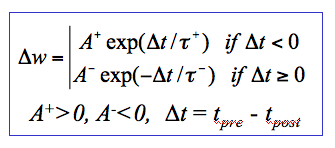 Δw = | A⁺ exp(Δt/τ⁺) if Δt < 0
A⁻ exp(-Δt/τ⁻) if Δt ≥ 0
A⁺>0, A⁻<0, Δt = t_pre - t_post